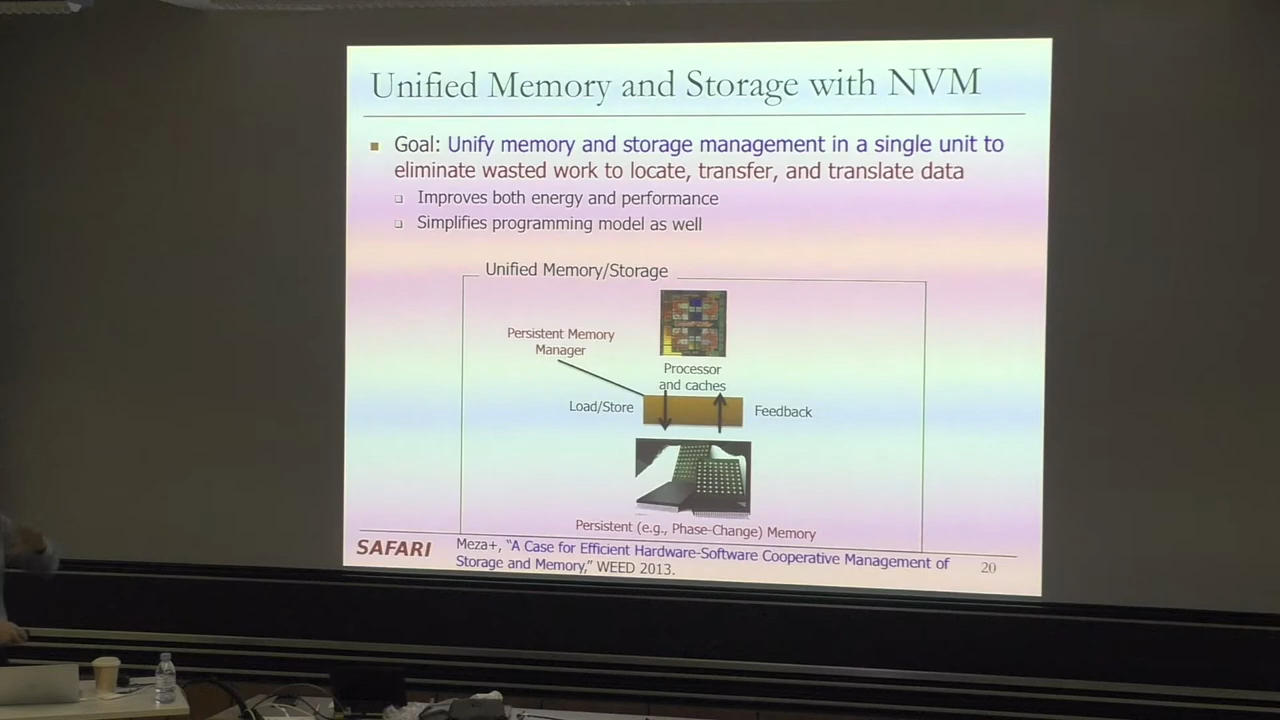 Unified Memory and Storage with NVM
Goal: Unify memory and storage management in a single unit to
eliminate wasted work to locate, transfer, and translate data
Improves both energy and performance
Simplifies programming model as well
Unified Memory/Storage
Persistent Memory
Manager
Processor
and caches
Load/Store
Feedback
Persistent (e.g., Phase-Change) Memory
SAFARI
Meza+, “A Case for Efficient Hardware-Software Cooperative Management of
Storage and Memory,” WEED 2013.
20